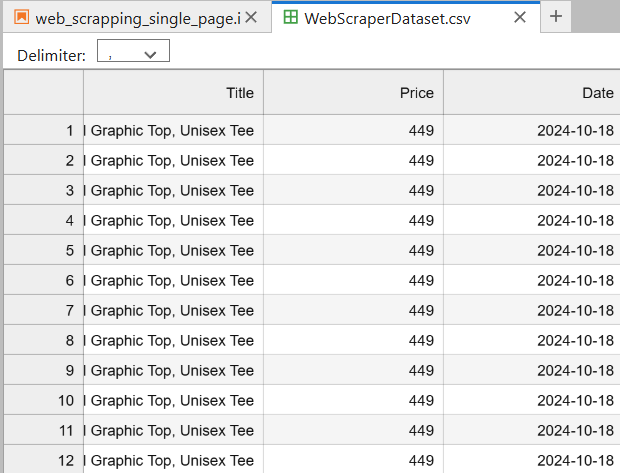 web_scrapping_single_page.i
WebScraperDataset.csv
Delimiter: ,
Title Price Date
1 Graphic Top, Unisex Tee 449 2024-10-18
2 Graphic Top, Unisex Tee 449 2024-10-18
3 Graphic Top, Unisex Tee 449 2024-10-18
4 Graphic Top, Unisex Tee 449 2024-10-18
5 Graphic Top, Unisex Tee 449 2024-10-18
6 Graphic Top, Unisex Tee 449 2024-10-18
7 Graphic Top, Unisex Tee 449 2024-10-18
8 Graphic Top, Unisex Tee 449 2024-10-18
9 Graphic Top, Unisex Tee 449 2024-10-18
10 Graphic Top, Unisex Tee 449 2024-10-18
11 Graphic Top, Unisex Tee 449 2024-10-18
12 Graphic Top, Unisex Tee 449 2024-10-18